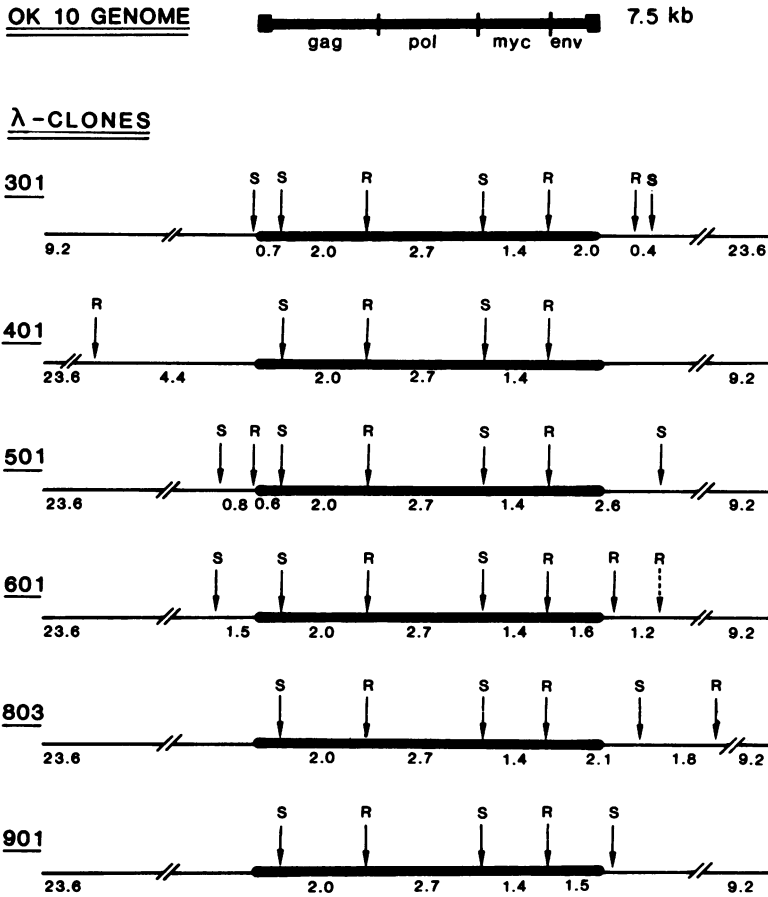 OK 10 GENOME
7.5 kb
gag pol myc env
λ-CLONES
301
S S R S R R S
9.2 0.7 2.0 2.7 1.4 2.0 0.4 23.6
401
R S R S R
23.6 4.4 2.0 2.7 1.4 9.2
501
S R S R S R S
23.6 0.8 0.6 2.0 2.7 1.4 2.6 9.2
601
S S R S R R R
23.6 1.5 2.0 2.7 1.4 1.6 1.2 9.2
803
S R S R S R
23.6 2.0 2.7 1.4 2.1 1.8 9.2
901
S R S R S
23.6 2.0 2.7 1.4 1.5 9.2